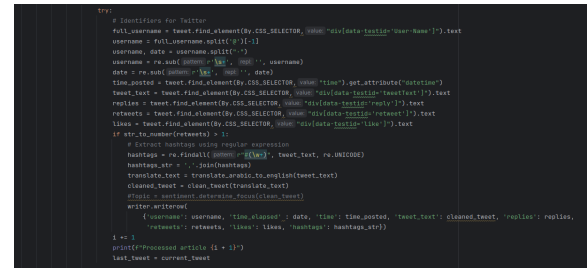 try:
# Identifiers For Twitter
full_username = tweet.find_element(By.CSS_SELECTOR, value: "div[data-testid='User-Name']").text
username = full_username.split('@')[-1]
username, date = username.split("·")
username = re.sub( pattern: r'\s+', repl: '', username)
date = re.sub( pattern: r'\s+', repl: '', date)
time_posted = tweet.find_element(By.CSS_SELECTOR, value: "time").get_attribute("datetime")
tweet_text = tweet.find_element(By.CSS_SELECTOR, value: "div[data-testid='tweetText']").text
replies = tweet.find_element(By.CSS_SELECTOR, value: "div[data-testid='reply']").text
retweets = tweet.find_element(By.CSS_SELECTOR, value: "div[data-testid='retweet']").text
likes = tweet.find_element(By.CSS_SELECTOR, value: "div[data-testid='like']").text
if str_to_number(retweets) > 1:
# Extract hashtags using regular expression
hashtags = re.findall( pattern: r"#(\w+)", tweet_text, re.UNICODE)
hashtags_str = ','.join(hashtags)
translate_text = translate_arabic_to_english(tweet_text)
cleaned_tweet = clean_tweet(translate_text)
#Topic = sentiment.determine_focus(clean_tweet)
writer.writerow(
{'username': username, 'time_elapsed': date, 'time': time_posted, 'tweet_text': cleaned_tweet, 'replies': replies,
'retweets': retweets, 'likes': likes, 'hashtags': hashtags_str})
i += 1
print(f"Processed article {i + 1}")
last_tweet = current_tweet